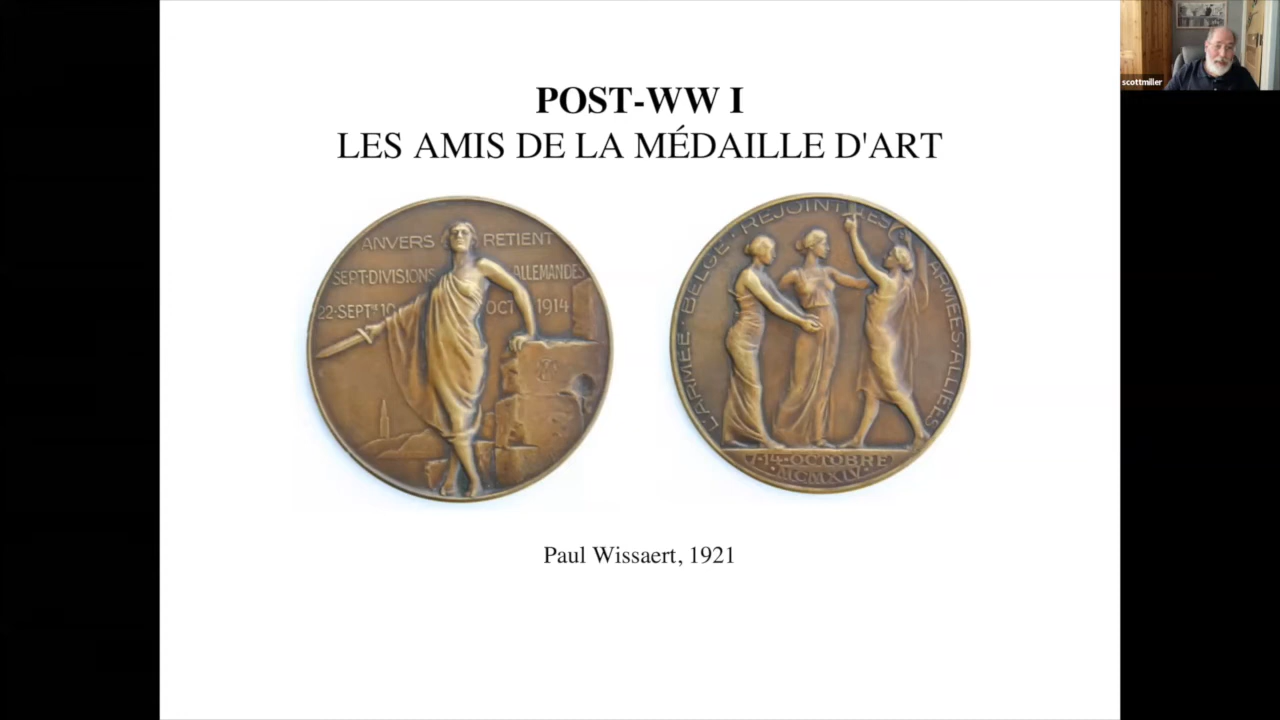 POST-WW I
LES AMIS DE LA MÉDAILLE D'ART
ANVERS RETIENT
SEPT·DIVISIONS ALLEMANDES
22·SEPTRE 10 OCT 1914
L'ARMÉE·BELGE·REJOINT LES ARMÉES·ALLIÉES
7·14·OCTOBRE
·MCMXIV·
Paul Wissaert, 1921
scottmiller